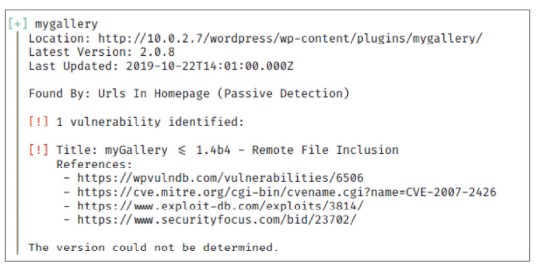 [+] mygallery
Location: http://10.0.2.7/wordpress/wp-content/plugins/mygallery/
Latest Version: 2.0.8
Last Updated: 2019-10-22T14:01:00.000Z
Found By: Urls In Homepage (Passive Detection)
[!] 1 vulnerability identified:
[!] Title: myGallery ≤ 1.4b4 - Remote File Inclusion
References:
- https://wpvulndb.com/vulnerabilities/6506
- https://cve.mitre.org/cgi-bin/cvename.cgi?name=CVE-2007-2426
- https://www.exploit-db.com/exploits/3814/
- https://www.securityfocus.com/bid/23702/
The version could not be determined.